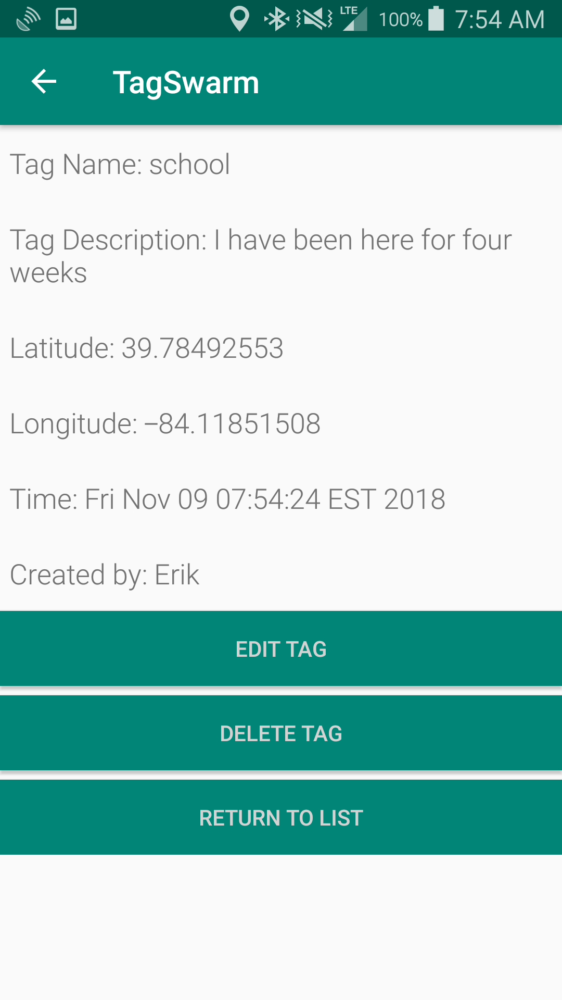 LTE 100% 7:54 AM
TagSwarm
Tag Name: school
Tag Description: I have been here for four
weeks
Latitude: 39.78492553
Longitude: –84.11851508
Time: Fri Nov 09 07:54:24 EST 2018
Created by: Erik
EDIT TAG
DELETE TAG
RETURN TO LIST